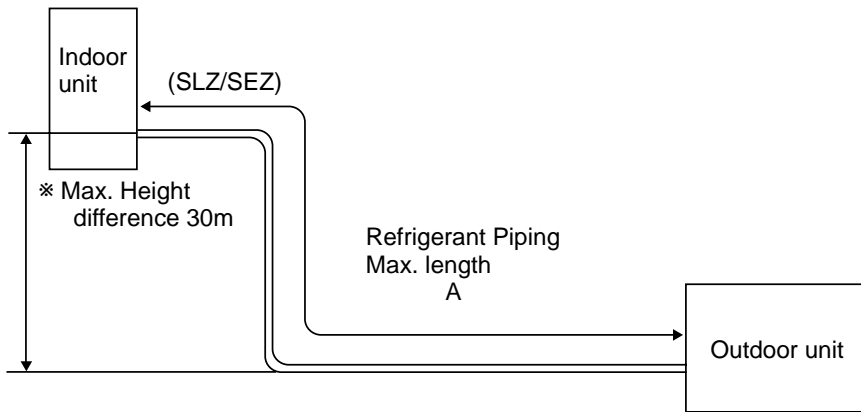 Indoor
unit
(SLZ/SEZ)
※ Max. Height
difference 30m
Refrigerant Piping
Max. length
A
Outdoor unit